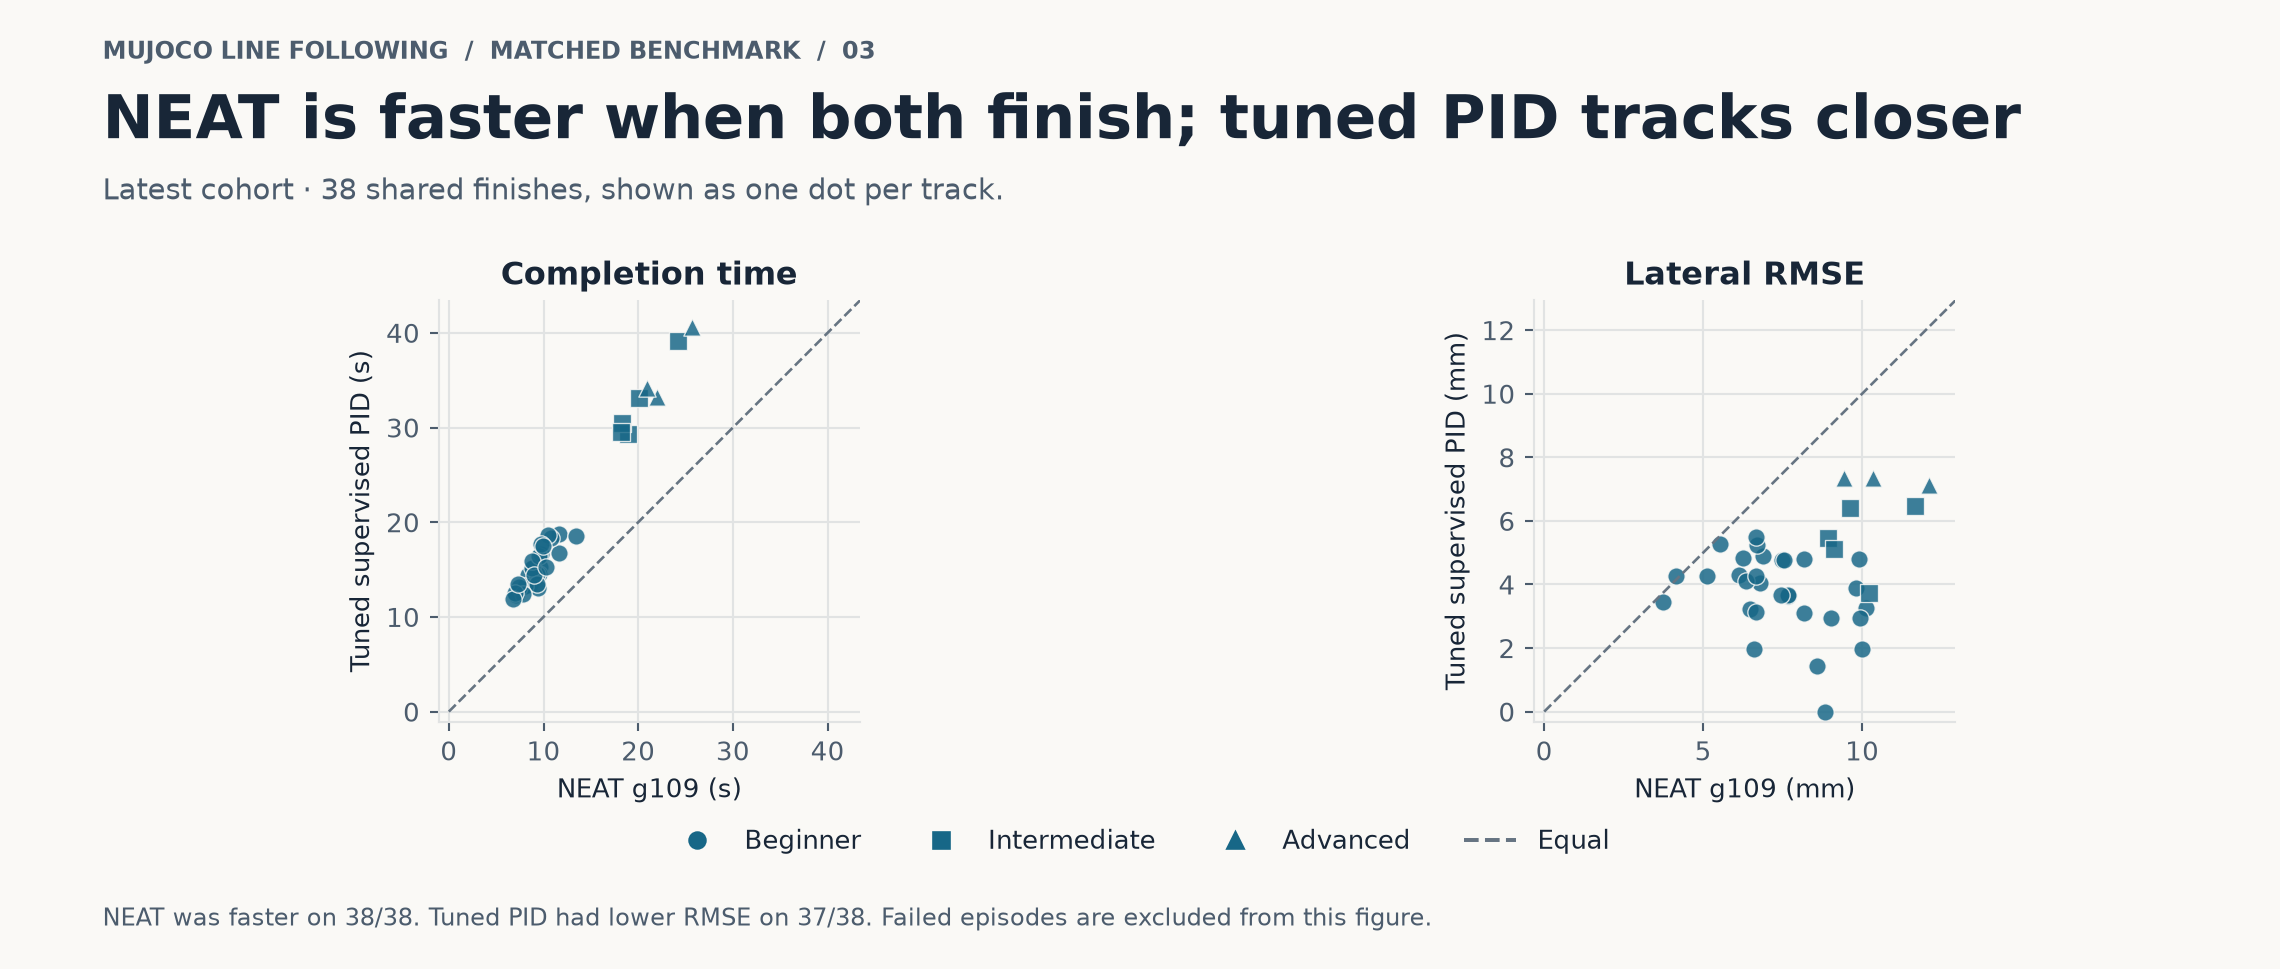 MUJOCO LINE FOLLOWING / MATCHED BENCHMARK / 03
NEAT is faster when both finish; tuned PID tracks closer
Latest cohort · 38 shared finishes, shown as one dot per track.
Completion time
Tuned supervised PID (s)
40
30
20
10
0
0 10 20 30 40
NEAT g109 (s)
Lateral RMSE
Tuned supervised PID (mm)
12
10
8
6
4
2
0
0 5 10
NEAT g109 (mm)
Beginner Intermediate Advanced Equal
NEAT was faster on 38/38. Tuned PID had lower RMSE on 37/38. Failed episodes are excluded from this figure.